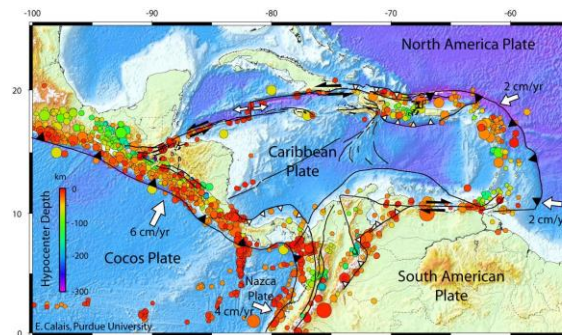 -100 -90 -80 -70 -60
North America Plate
20
2 cm/yr
Caribbean
Plate
km
0
-100
-200
-300
Hypocenter Depth
10
6 cm/yr
2 cm/yr
Cocos Plate
Nazca
Plate
4 cm/yr
South American
Plate
0
E. Calais, Purdue University